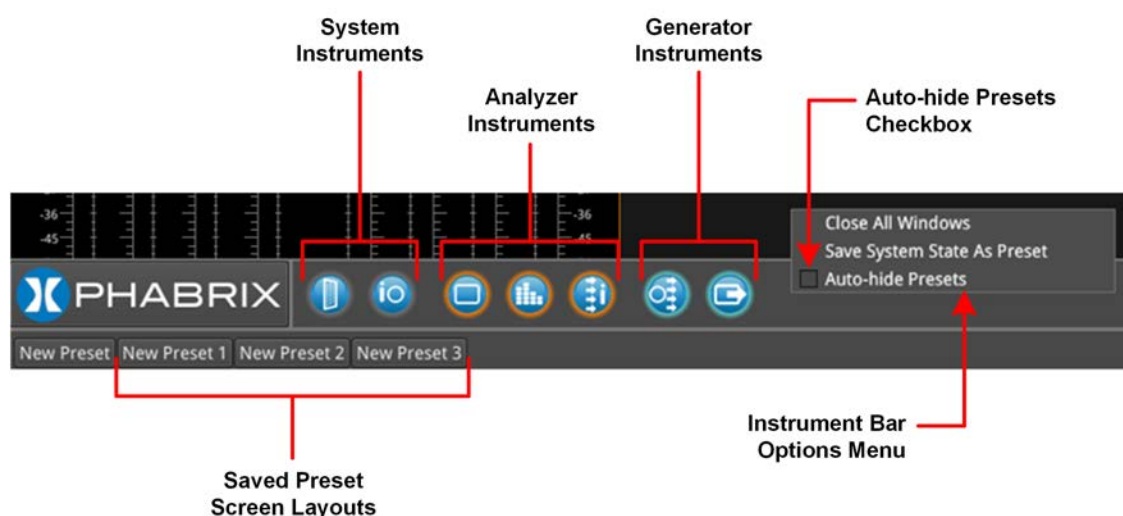 System
Instruments
Generator
Instruments
Analyzer
Instruments
Auto-hide Presets
Checkbox
-36
-36
-45
Close All Windows
Save System State As Preset
Auto-hide Presets
PHABRIX
iO
i
New Preset
New Preset 1
New Preset 2
New Preset 3
Instrument Bar
Options Menu
Saved Preset
Screen Layouts